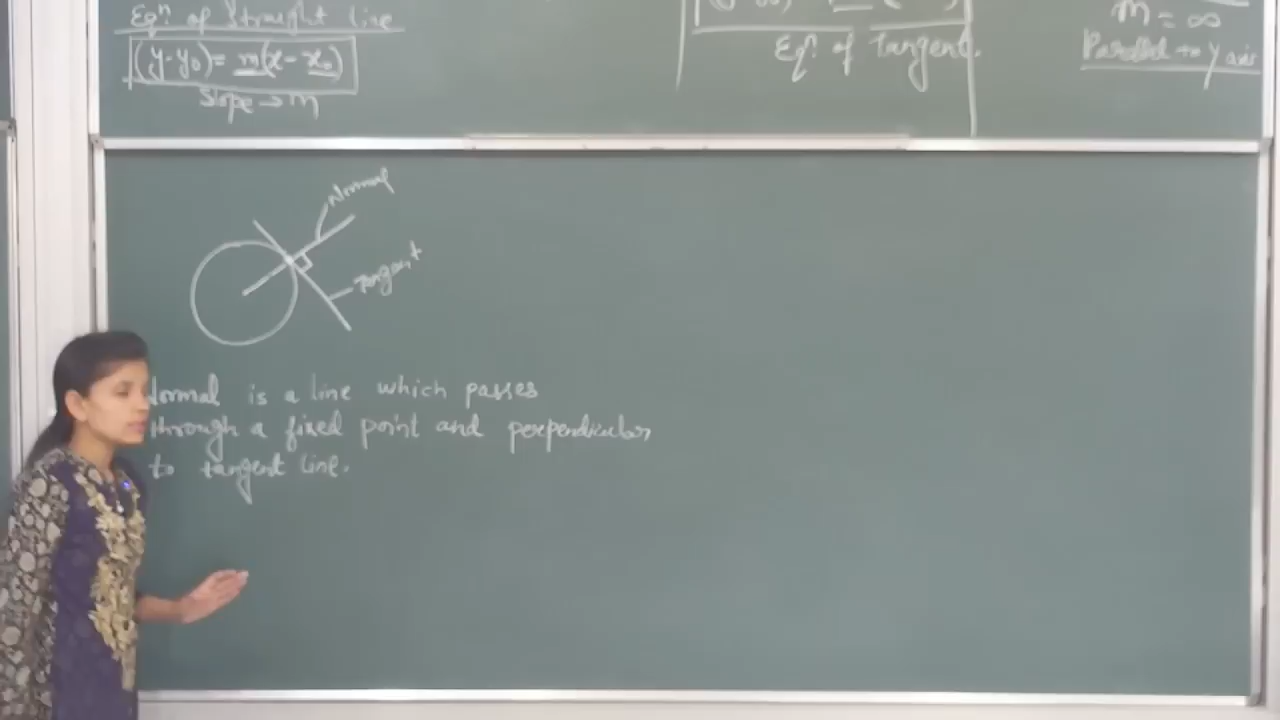 Eqn of Straight line
(y-y0) = m(x-x0)
Slope → m
Eqn of Tangent.
m = ∞
Parallel to Y axis
Normal
Tangent
Normal is a line which passes
through a fixed point and perpendicular
to tangent line.